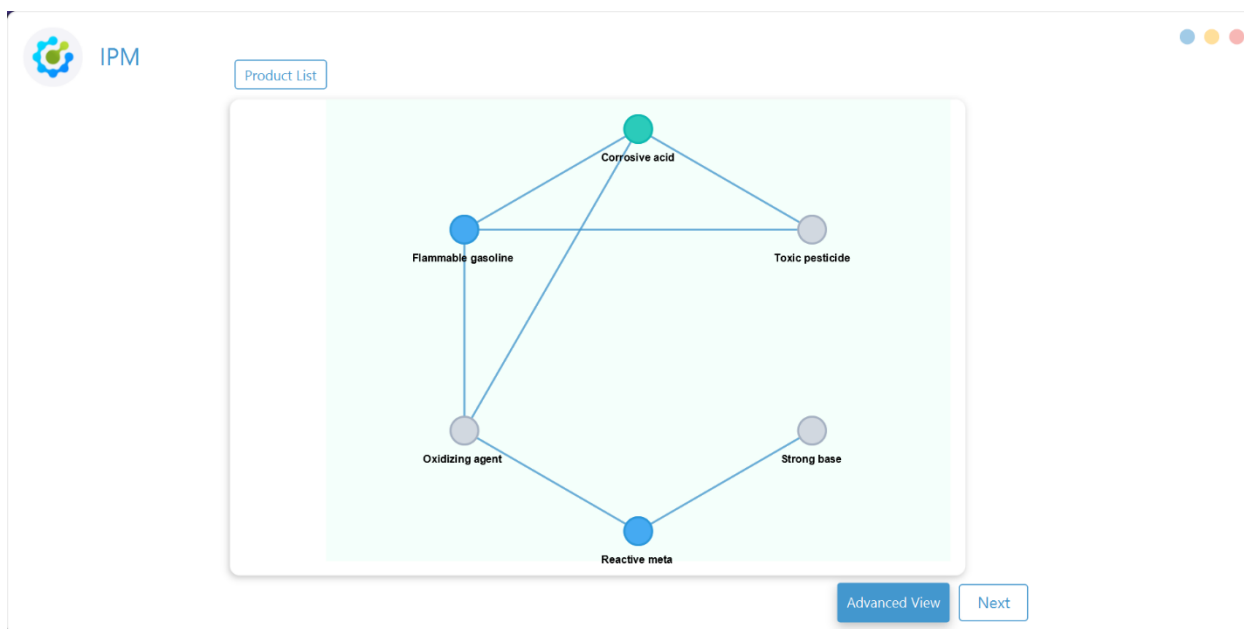 IPM
Product List
Corrosive acid
Flammable gasoline
Toxic pesticide
Oxidizing agent
Strong base
Reactive meta
Advanced View
Next